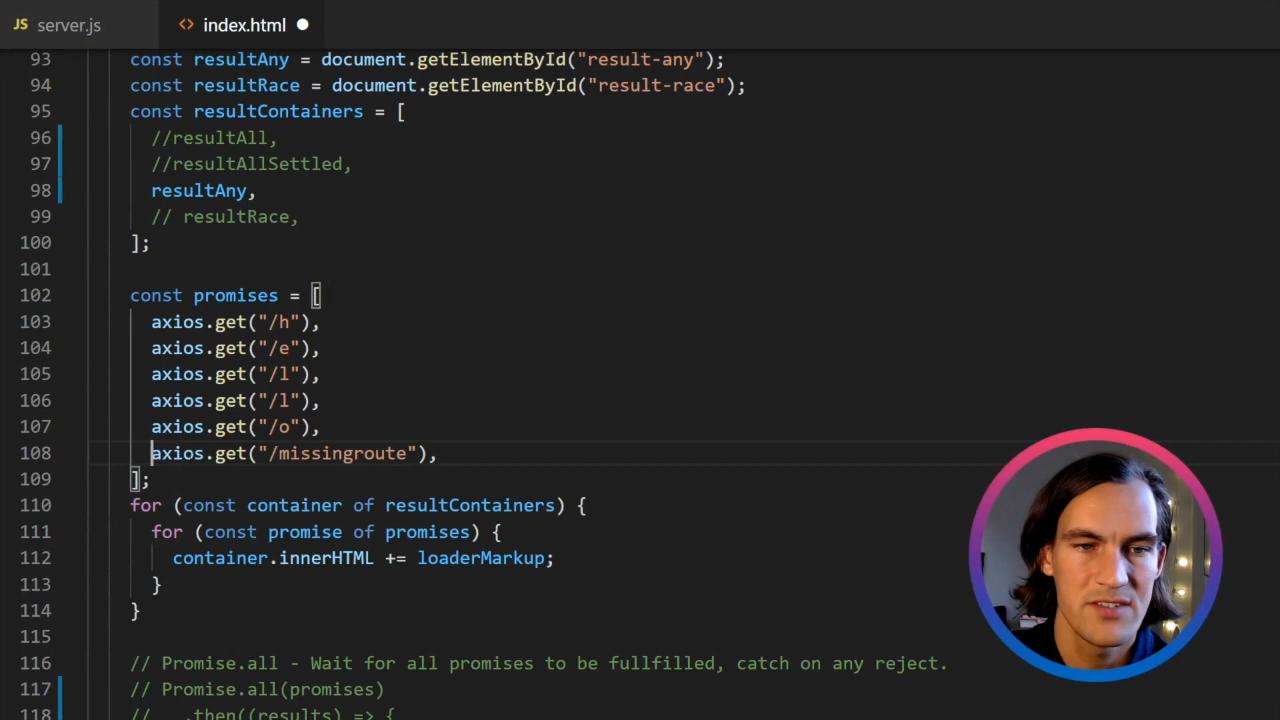 JS server.js <> index.html
93 const resultAny = document.getElementById("result-any");
94 const resultRace = document.getElementById("result-race");
95 const resultContainers = [
96 //resultAll,
97 //resultAllSettled,
98 resultAny,
99 // resultRace,
100 ];
101
102 const promises = [
103 axios.get("/h"),
104 axios.get("/e"),
105 axios.get("/l"),
106 axios.get("/l"),
107 axios.get("/o"),
108 axios.get("/missingroute"),
109 ];
110 for (const container of resultContainers) {
111 for (const promise of promises) {
112 container.innerHTML += loaderMarkup;
113 }
114 }
115
116 // Promise.all - Wait for all promises to be fullfilled, catch on any reject.
117 // Promise.all(promises)
118 // .then((results) => {